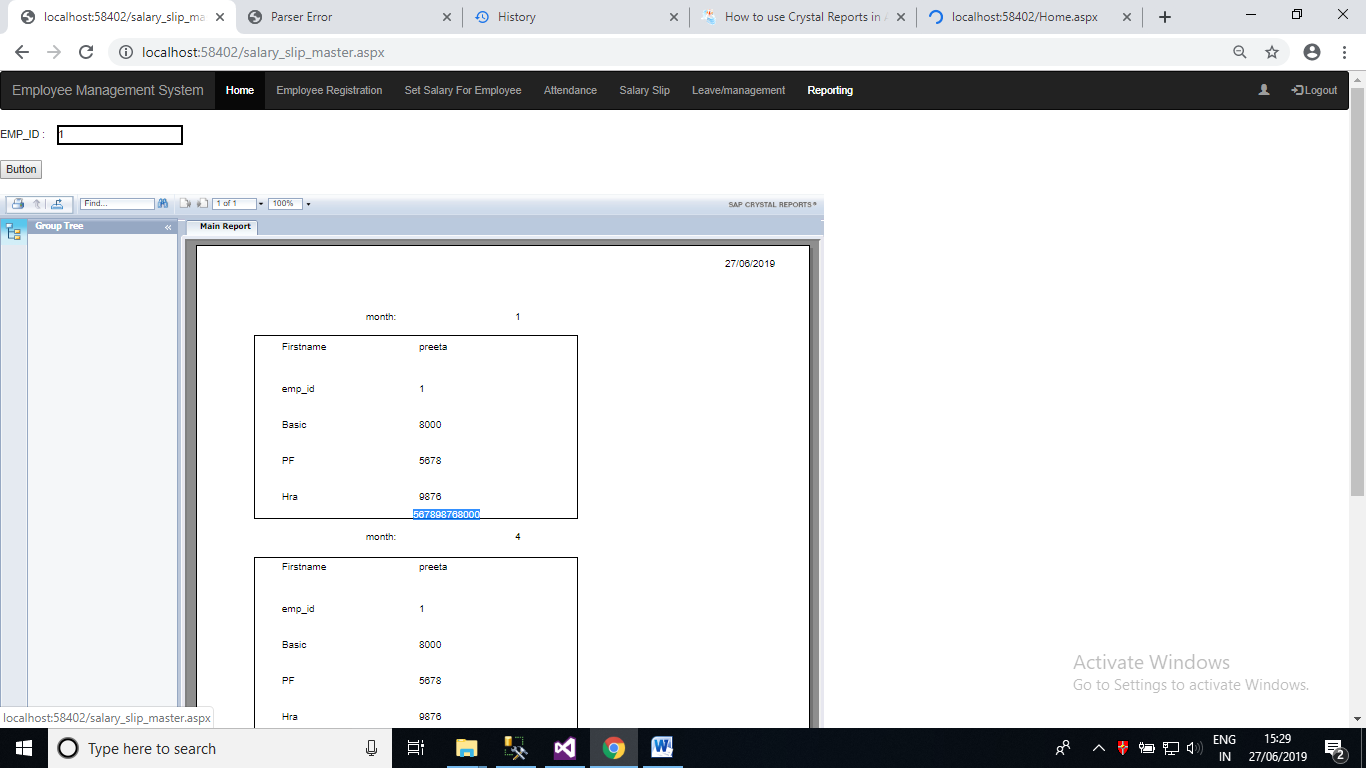 localhost:58402/salary_slip_ma
Parser Error
History
How to use Crystal Reports in
localhost:58402/Home.aspx
localhost:58402/salary_slip_master.aspx
Employee Management System Home Employee Registration Set Salary For Employee Attendance Salary Slip Leave/management Reporting Logout
EMP_ID : 1
Button
Find... 1 of 1 100% SAP CRYSTAL REPORTS®
Group Tree «
Main Report
27/06/2019
month: 1
Firstname preeta
emp_id 1
Basic 8000
PF 5678
Hra 9876
567898768000
month: 4
Firstname preeta
emp_id 1
Basic 8000
PF 5678
Hra 9876
Activate Windows
Go to Settings to activate Windows.
localhost:58402/salary_slip_master.aspx
Type here to search
ENG
IN
15:29
27/06/2019
2